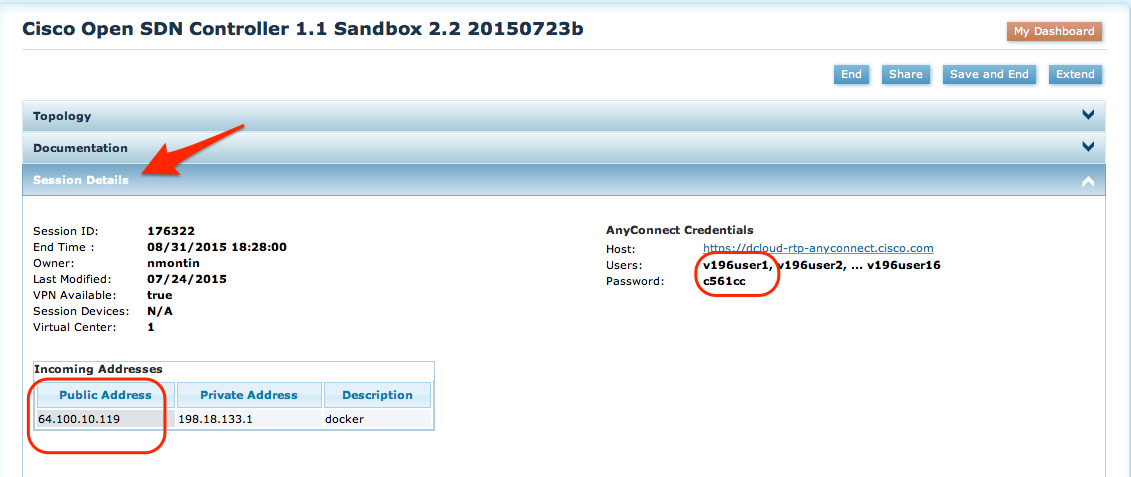 Cisco Open SDN Controller 1.1 Sandbox 2.2 20150723b
My Dashboard
End Share Save and End Extend
Topology
Documentation
Session Details
Session ID: 176322
End Time : 08/31/2015 18:28:00
Owner: nmontin
Last Modified: 07/24/2015
VPN Available: true
Session Devices: N/A
Virtual Center: 1
AnyConnect Credentials
Host: https://dcloud-rtp-anyconnect.cisco.com
Users: v196user1, v196user2, ... v196user16
Password: c561cc
Incoming Addresses
Public Address Private Address Description
64.100.10.119 198.18.133.1 docker